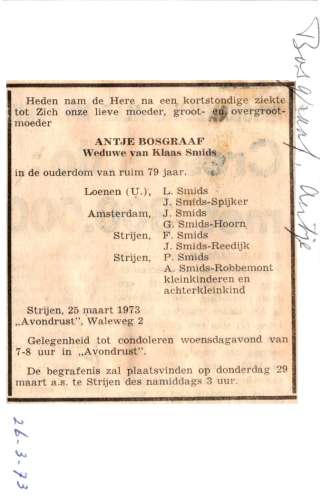 Bosgraaf, Antje
Heden nam de Here na een kortstondige ziekte
tot Zich onze lieve moeder, groot- en overgroot-
moeder
ANTJE BOSGRAAF
Weduwe van Klaas Smids
in de ouderdom van ruim 79 jaar.
Loenen (U.), L. Smids
J. Smids-Spijker
Amsterdam, J. Smids
G. Smids-Hoorn
Strijen, F. Smids
J. Smids-Reedijk
Strijen, P. Smids
A. Smids-Robbemont
kleinkinderen en
achterkleinkind
Strijen, 25 maart 1973
„Avondrust”, Waleweg 2
Gelegenheid tot condoleren woensdagavond van
7-8 uur in „Avondrust”.
De begrafenis zal plaatsvinden op donderdag 29
maart a.s. te Strijen des namiddags 3 uur.
26-3-73